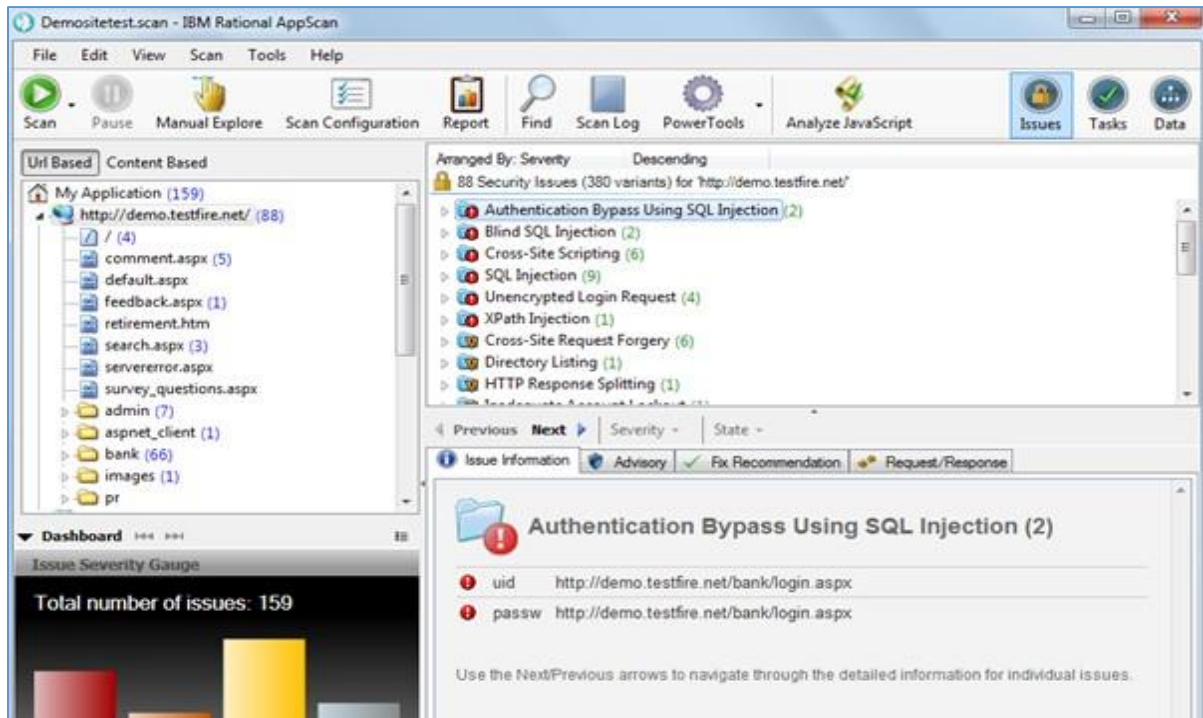 Demositetest.scan - IBM Rational AppScan
File Edit View Scan Tools Help
Scan Pause Manual Explore Scan Configuration Report Find Scan Log PowerTools Analyze JavaScript Issues Tasks Data
Url Based Content Based
My Application (159)
http://demo.testfire.net/ (88)
/ (4)
comment.aspx (5)
default.aspx
feedback.aspx (1)
retirement.htm
search.aspx (3)
servererror.aspx
survey_questions.aspx
admin (7)
aspnet_client (1)
bank (66)
images (1)
pr
Dashboard
Issue Severity Gauge
Total number of issues: 159
Arranged By: Severity Descending
88 Security Issues (380 variants) for 'http://demo.testfire.net/'
Authentication Bypass Using SQL Injection (2)
Blind SQL Injection (2)
Cross-Site Scripting (6)
SQL Injection (9)
Unencrypted Login Request (4)
XPath Injection (1)
Cross-Site Request Forgery (6)
Directory Listing (1)
HTTP Response Splitting (1)
Inadequate Account Lockout (1)
Previous Next Severity State
Issue Information Advisory Fix Recommendation Request/Response
Authentication Bypass Using SQL Injection (2)
uid http://demo.testfire.net/bank/login.aspx
passw http://demo.testfire.net/bank/login.aspx
Use the Next/Previous arrows to navigate through the detailed information for individual issues.